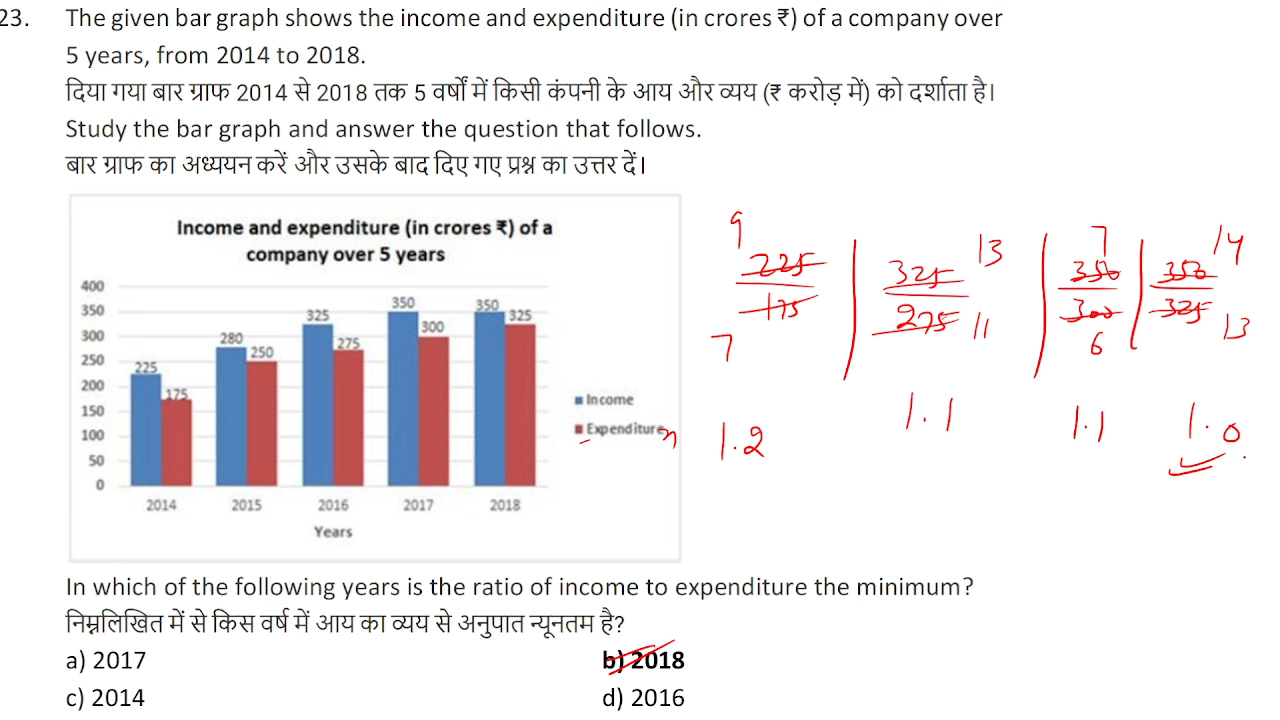 23. The given bar graph shows the income and expenditure (in crores ₹) of a company over
5 years, from 2014 to 2018.
दिया गया बार ग्राफ 2014 से 2018 तक 5 वर्षों में किसी कंपनी के आय और व्यय (₹ करोड़ में) को दर्शाता है।
Study the bar graph and answer the question that follows.
बार ग्राफ का अध्ययन करें और उसके बाद दिए गए प्रश्न का उत्तर दें।
Income and expenditure (in crores ₹) of a
company over 5 years
400
350
300
250
200
150
100
50
0
225 175
280 250
325 275
350 300
350 325
2014 2015 2016 2017 2018
Years
Income
Expenditure
9 13 7 14
225 325 350 350
175 275 300 325
7 11 6 13
1.2 1.1 1.1 1.0
In which of the following years is the ratio of income to expenditure the minimum?
निम्नलिखित में से किस वर्ष में आय का व्यय से अनुपात न्यूनतम है?
a) 2017 b) 2018
c) 2014 d) 2016